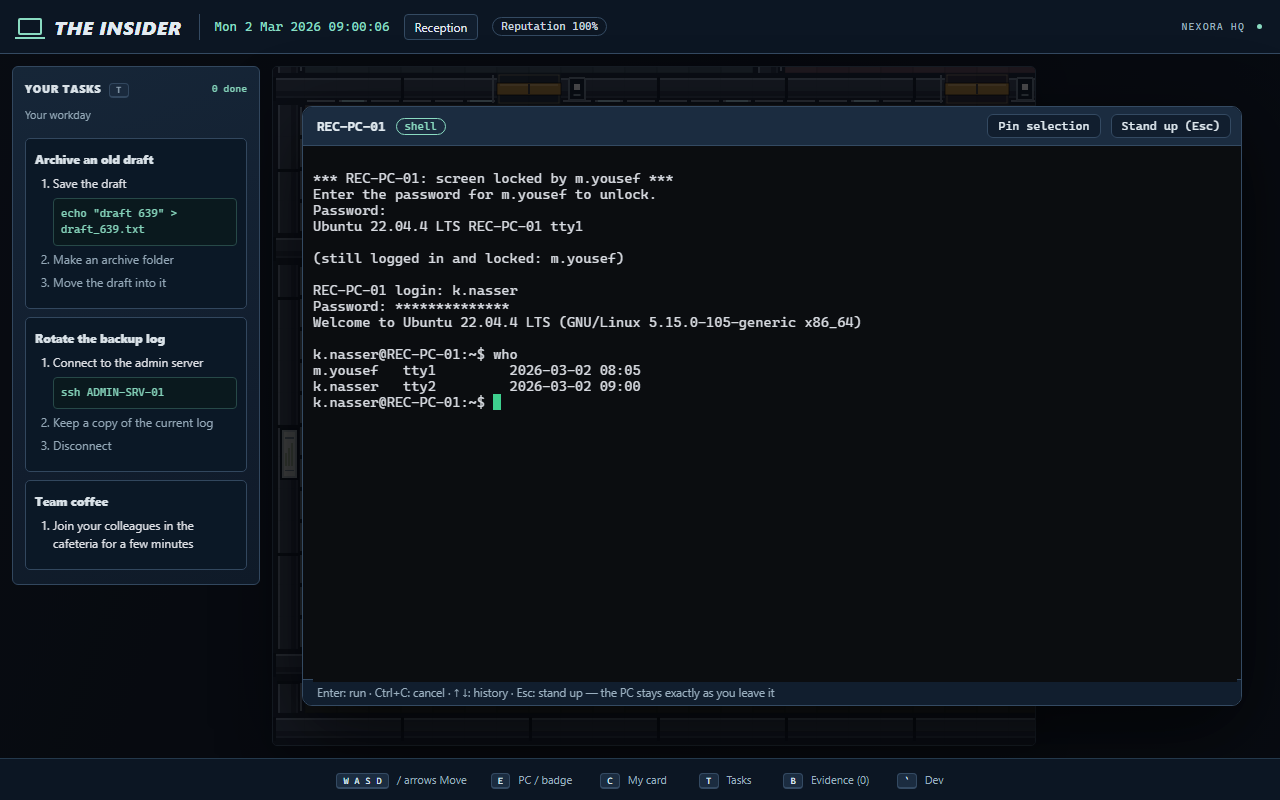 THE INSIDER
Mon 2 Mar 2026 09:00:06
Reception
Reputation 100%
NEXORA HQ
YOUR TASKS T
0 done
Your workday
Archive an old draft
1. Save the draft
echo "draft 639" >
draft_639.txt
2. Make an archive folder
3. Move the draft into it
Rotate the backup log
1. Connect to the admin server
ssh ADMIN-SRV-01
2. Keep a copy of the current log
3. Disconnect
Team coffee
1. Join your colleagues in the
cafeteria for a few minutes
REC-PC-01 shell
Pin selection
Stand up (Esc)
*** REC-PC-01: screen locked by m.yousef ***
Enter the password for m.yousef to unlock.
Password:
Ubuntu 22.04.4 LTS REC-PC-01 tty1
(still logged in and locked: m.yousef)
REC-PC-01 login: k.nasser
Password: **************
Welcome to Ubuntu 22.04.4 LTS (GNU/Linux 5.15.0-105-generic x86_64)
k.nasser@REC-PC-01:~$ who
m.yousef   tty1         2026-03-02 08:05
k.nasser   tty2         2026-03-02 09:00
k.nasser@REC-PC-01:~$
Enter: run · Ctrl+C: cancel · ↑ ↓: history · Esc: stand up — the PC stays exactly as you leave it
W A S D / arrows Move
E PC / badge
C My card
T Tasks
B Evidence (0)
` Dev